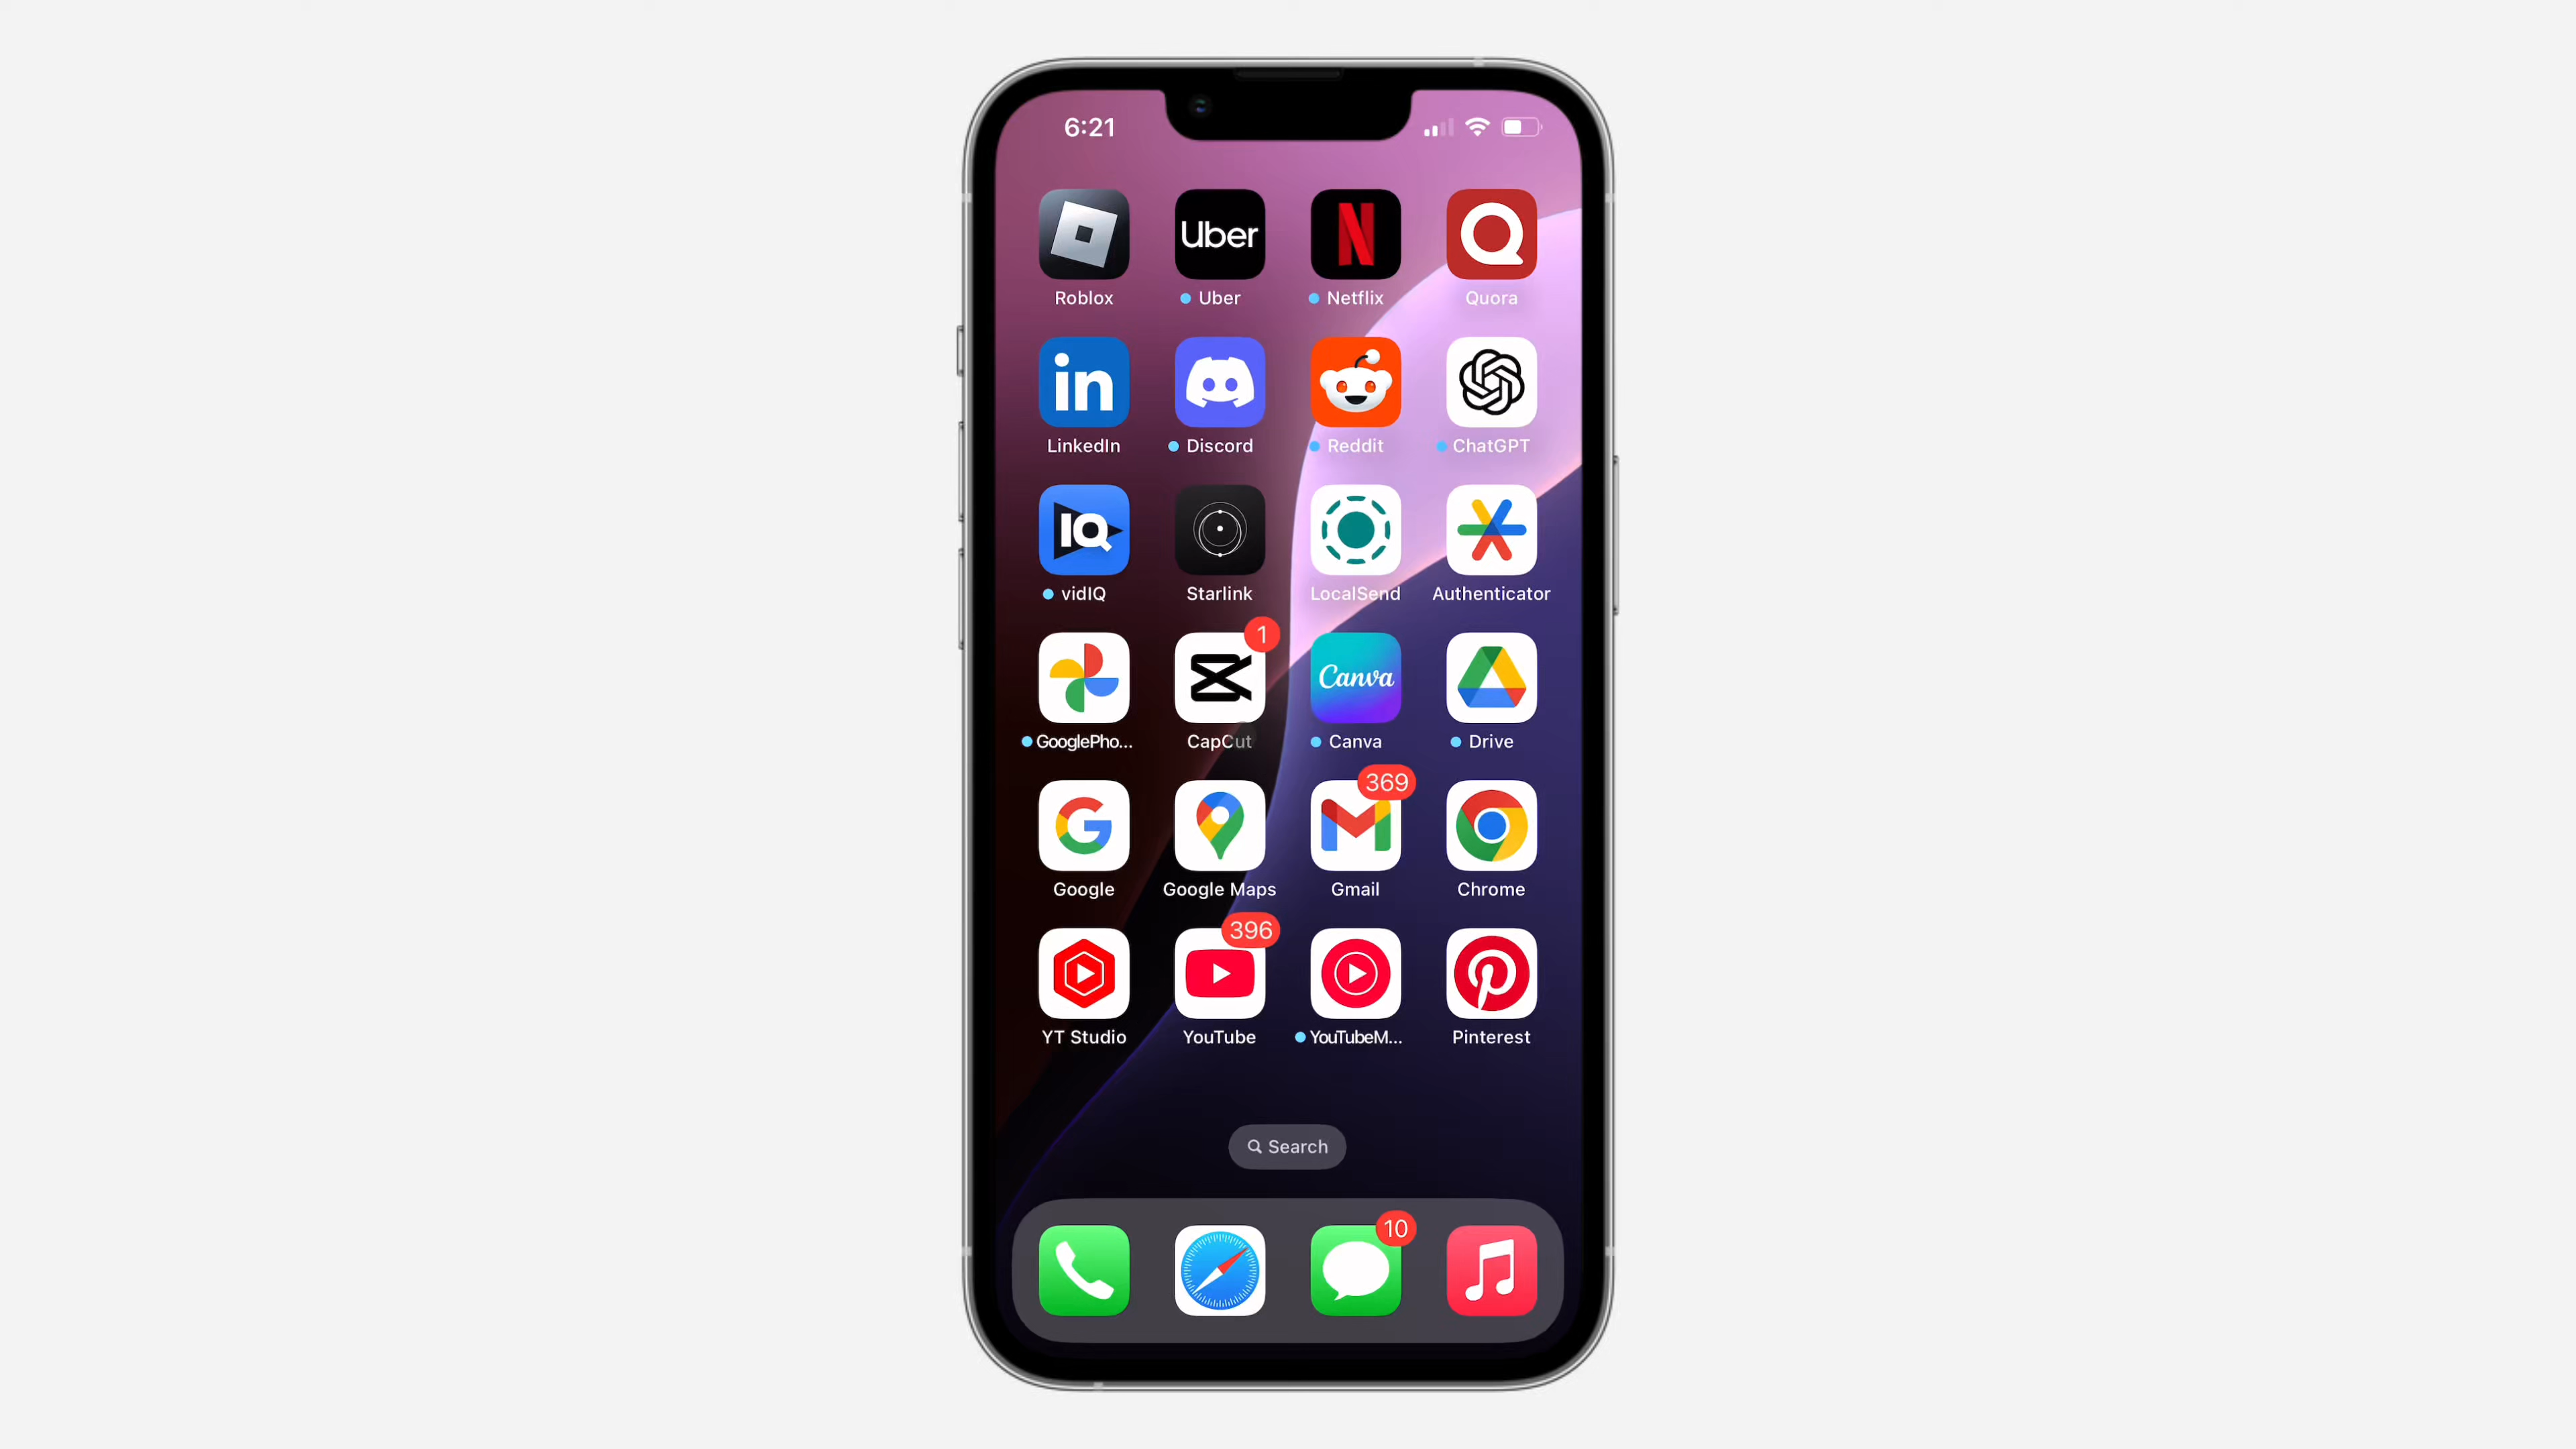 6:21
Uber
N
Roblox
Uber
Netflix
Quora
in
LinkedIn
Discord
Reddit
ChatGPT
IQ
vidIQ
Starlink
LocalSend
Authenticator
1
Canva
GooglePho...
CapCut
Canva
Drive
369
Google
Google Maps
Gmail
Chrome
396
YT Studio
YouTube
YouTubeM...
Pinterest
Search
10